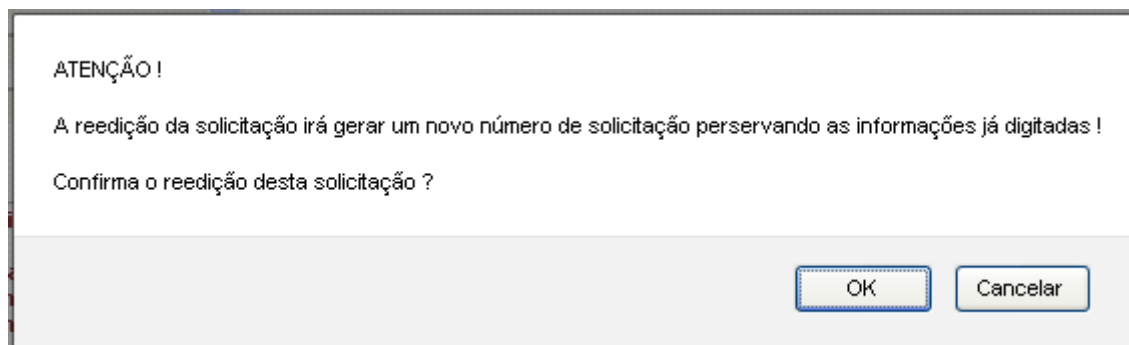 ATENÇÃO !
A reedição da solicitação irá gerar um novo número de solicitação perservando as informações já digitadas !
Confirma o reedição desta solicitação ?
OK
Cancelar